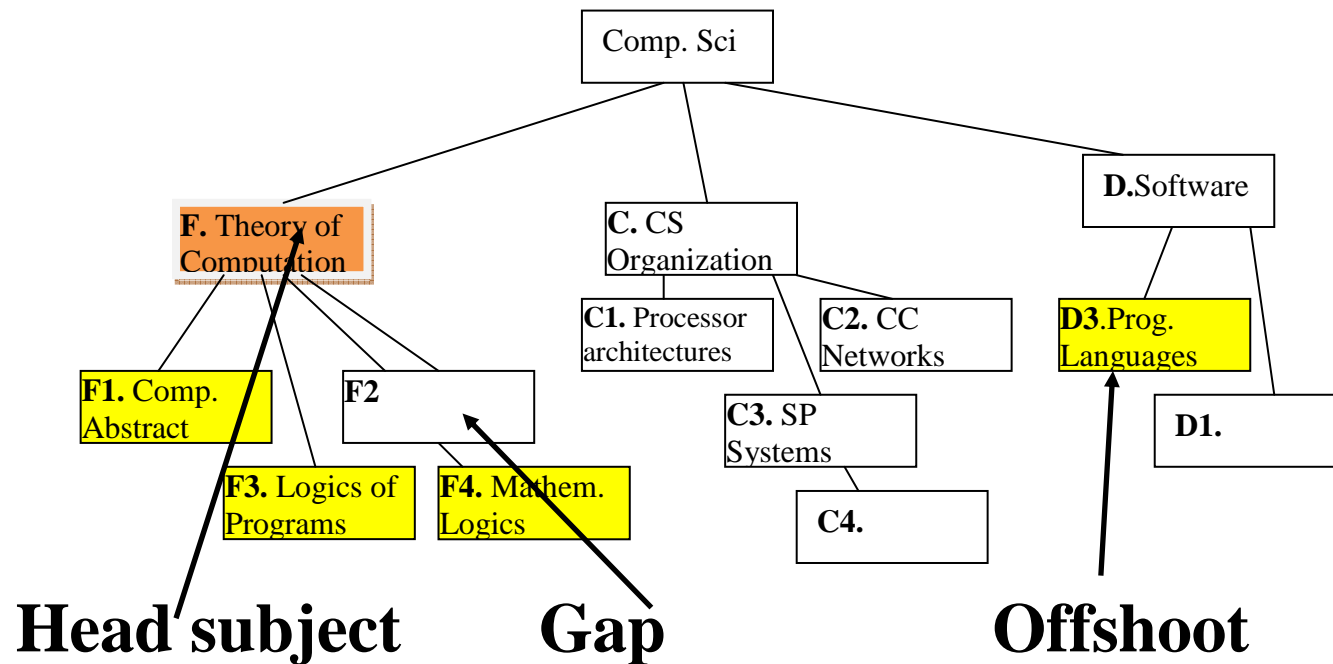 Comp. Sci
F. Theory of
Computation
C. CS
Organization
D.Software
F1. Comp.
Abstract
F2
F3. Logics of
Programs
F4. Mathem.
Logics
C1. Processor
architectures
C2. CC
Networks
C3. SP
Systems
C4.
D3.Prog.
Languages
D1.
Head subject
Gap
Offshoot